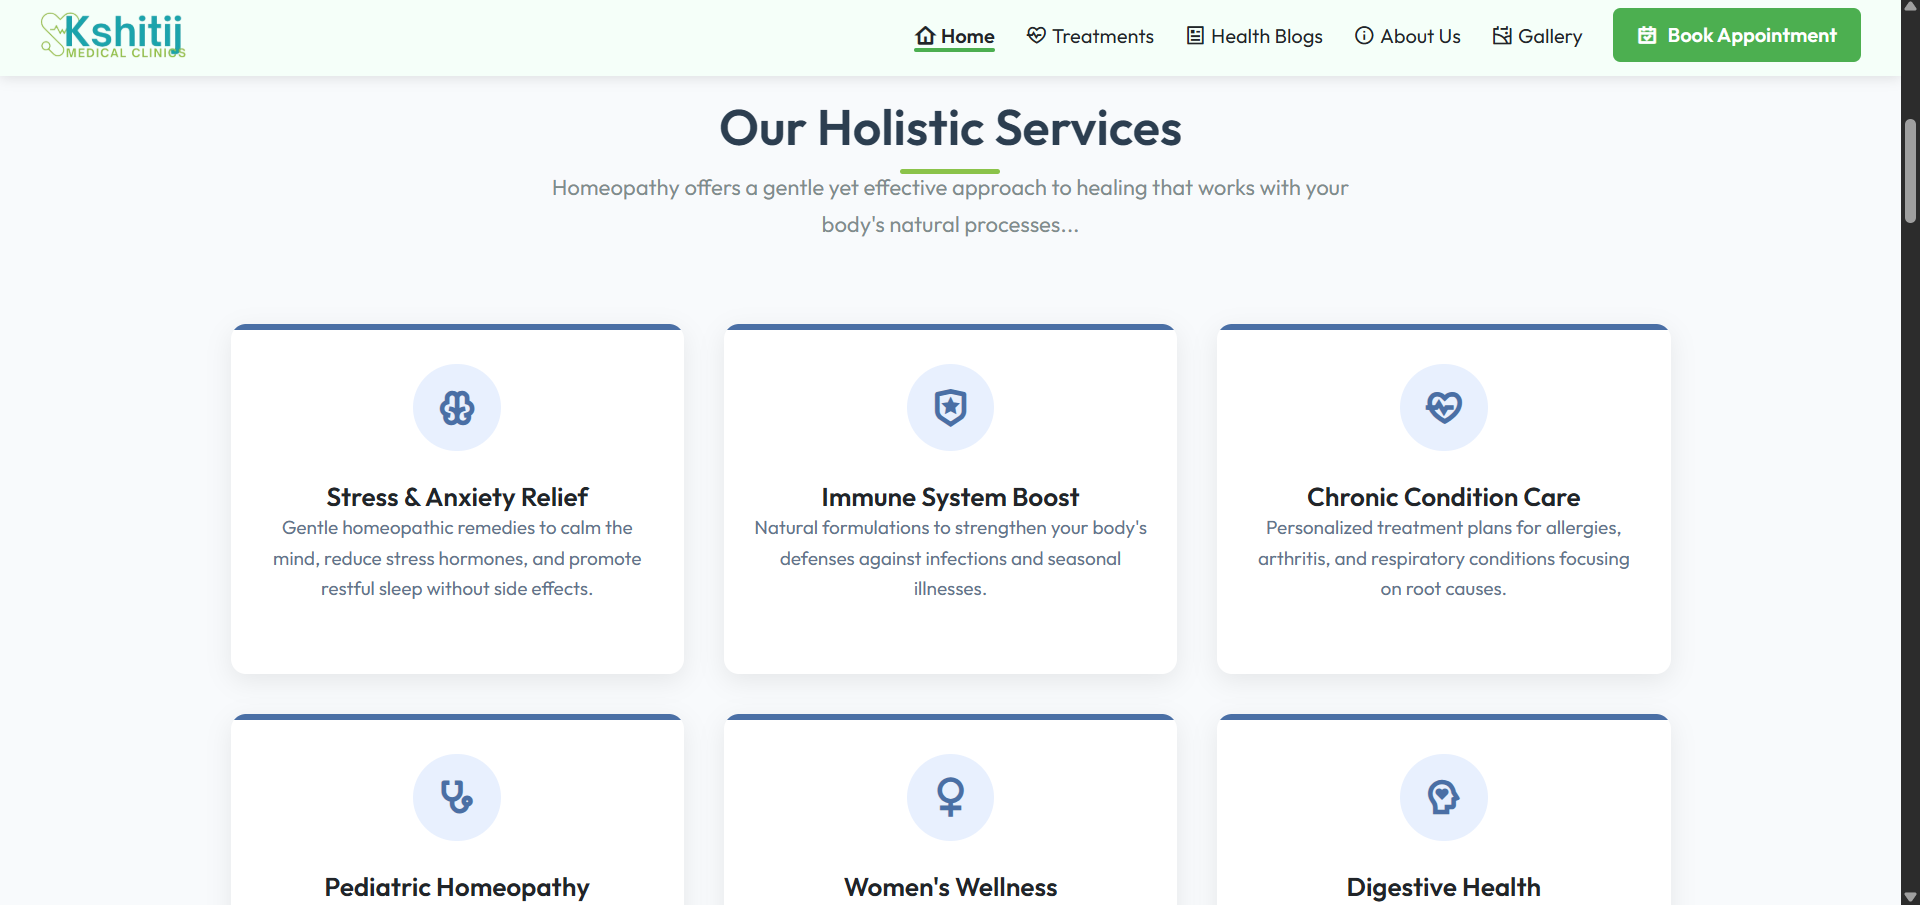 Kshitij
MEDICAL CLINICS
Home
Treatments
Health Blogs
About Us
Gallery
Book Appointment
Our Holistic Services
Homeopathy offers a gentle yet effective approach to healing that works with your
body's natural processes...
Stress & Anxiety Relief
Gentle homeopathic remedies to calm the
mind, reduce stress hormones, and promote
restful sleep without side effects.
Immune System Boost
Natural formulations to strengthen your body's
defenses against infections and seasonal
illnesses.
Chronic Condition Care
Personalized treatment plans for allergies,
arthritis, and respiratory conditions focusing
on root causes.
Pediatric Homeopathy
Women's Wellness
Digestive Health